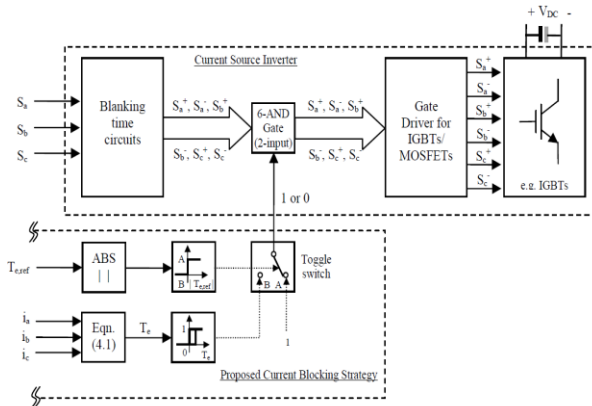 + V_DC -
Current Source Inverter
S_a
S_b
S_c
Blanking
time
circuits
S_a^+, S_a^-, S_b^+
S_b^-, S_c^+, S_c^-
6-AND
Gate
(2-input)
S_a^+, S_a^-, S_b^+
S_b^-, S_c^+, S_c^-
Gate
Driver for
IGBTs/
MOSFETs
S_a^+
S_a^-
S_b^+
S_b^-
S_c^+
S_c^-
e.g. IGBTs
1 or 0
T_e,ref
ABS
| |
A
B
|T_e,ref|
B A
Toggle
switch
i_a
i_b
i_c
Eqn.
(4.1)
T_e
1
0
T_e
1
Proposed Current Blocking Strategy